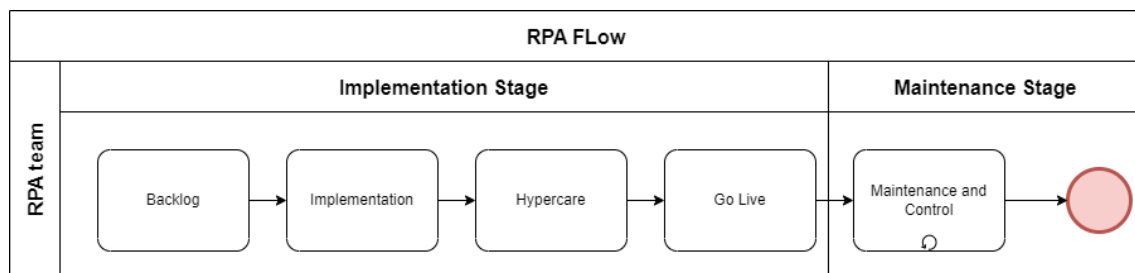 RPA FLow
Implementation Stage
Maintenance Stage
RPA team
Backlog
Implementation
Hypercare
Go Live
Maintenance and
Control